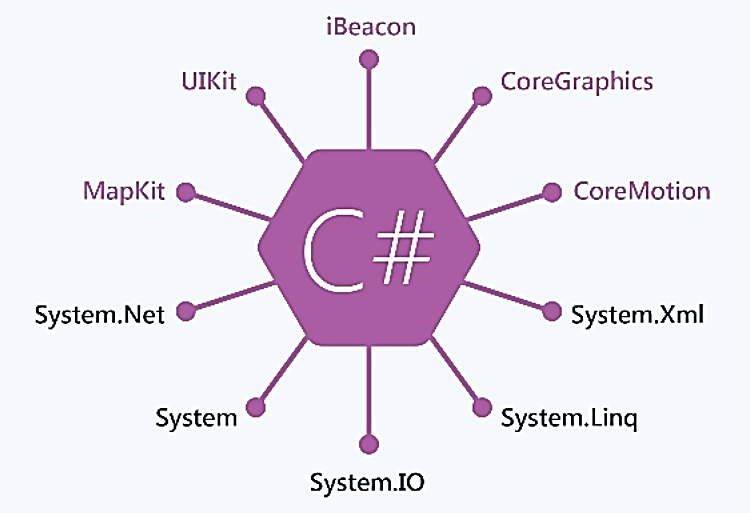 iBeacon
UIKit
CoreGraphics
MapKit
CoreMotion
C#
System.Net
System.Xml
System
System.Linq
System.IO